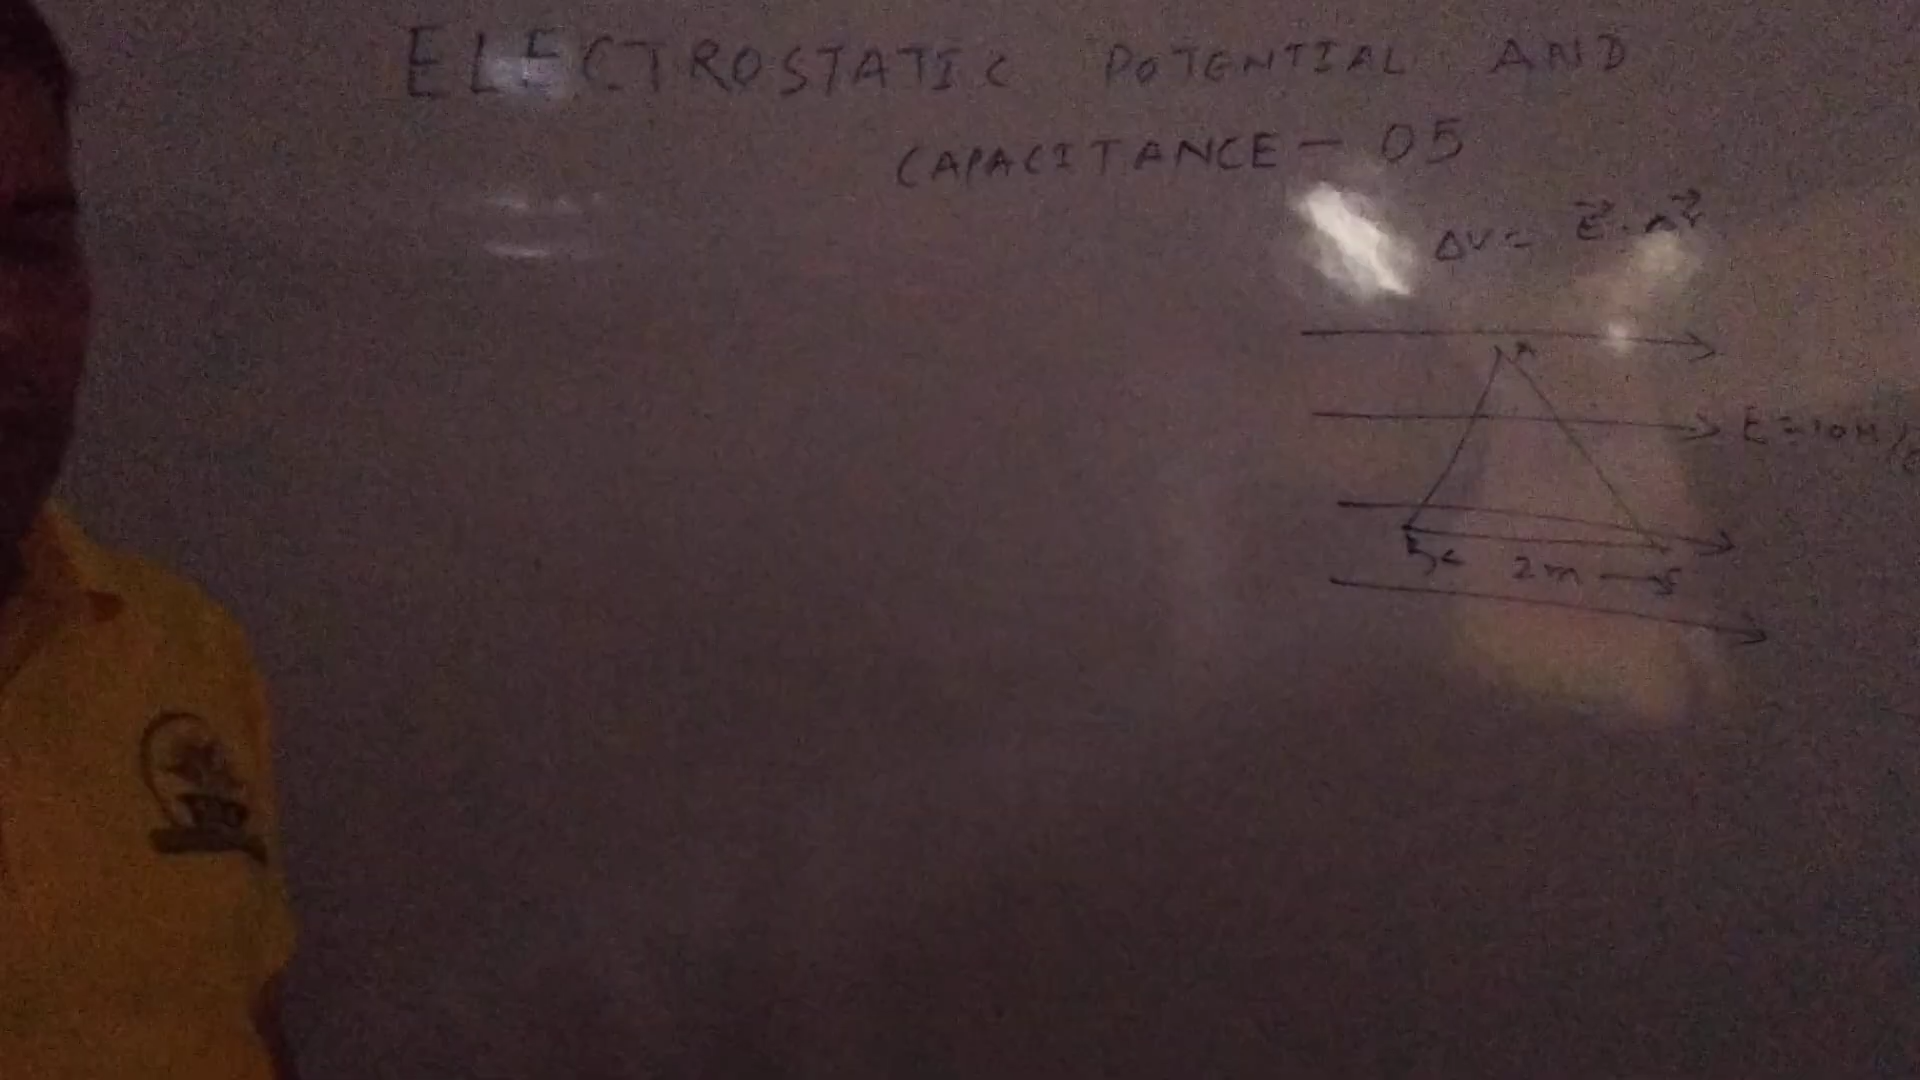 ELECTROSTATIC POTENTIAL AND
CAPACITANCE - 05
ΔV =
A
E = 10N/C
B
2m